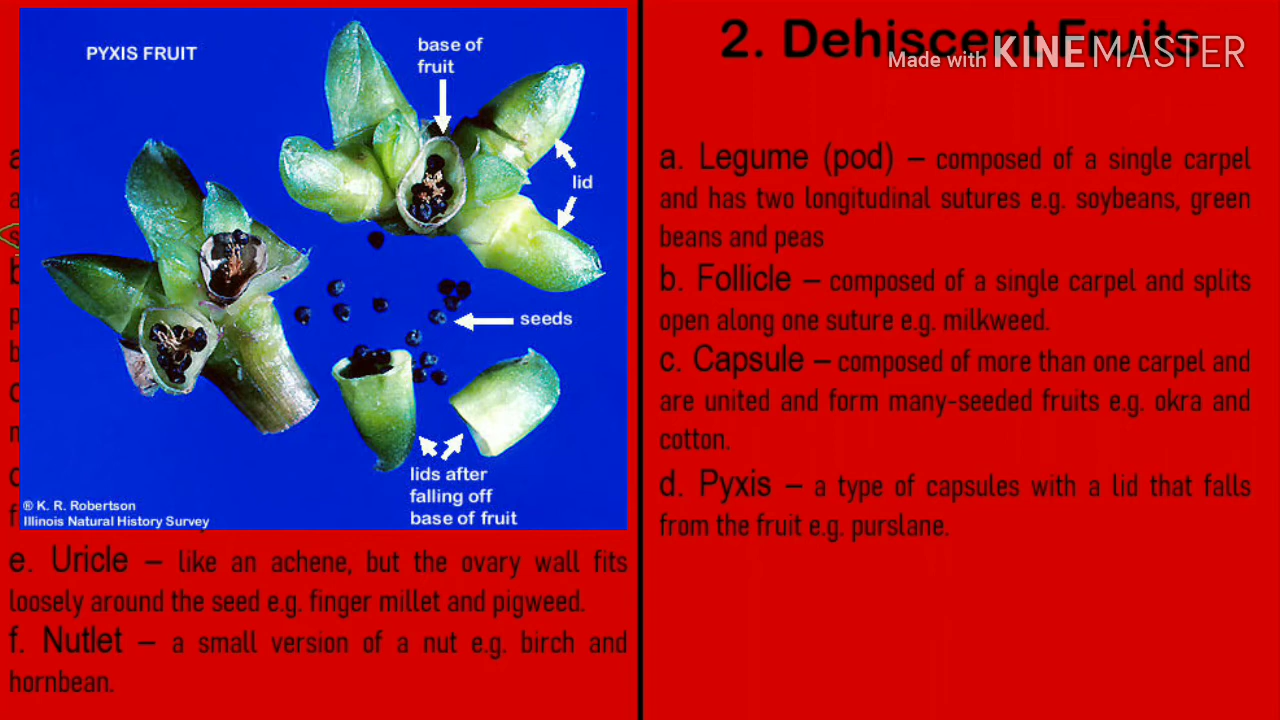 PYXIS FRUIT
base of
fruit
lid
seeds
lids after
falling off
base of fruit
® K. R. Robertson
Illinois Natural History Survey
e. Uricle – like an achene, but the ovary wall fits
loosely around the seed e.g. finger millet and pigweed.
f. Nutlet – a small version of a nut e.g. birch and
hornbean.
2. Dehiscent Fruits
Made with KINEMASTER
a. Legume (pod) – composed of a single carpel
and has two longitudinal sutures e.g. soybeans, green
beans and peas
b. Follicle – composed of a single carpel and splits
open along one suture e.g. milkweed.
c. Capsule – composed of more than one carpel and
are united and form many-seeded fruits e.g. okra and
cotton.
d. Pyxis – a type of capsules with a lid that falls
from the fruit e.g. purslane.